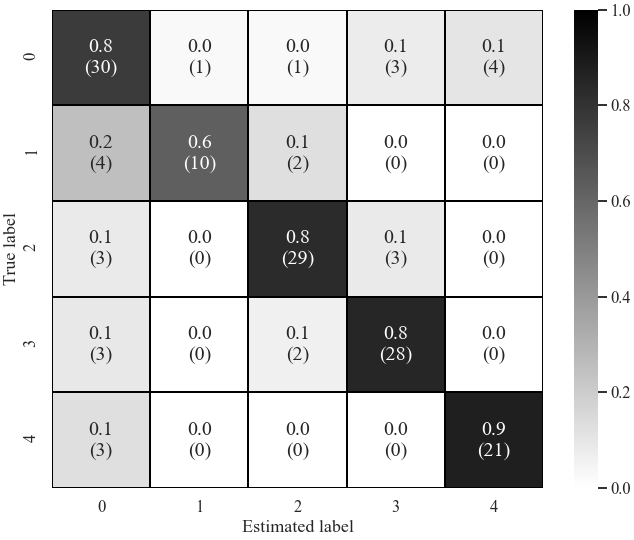 0.8 0.0 0.0 0.1 0.1
(30) (1) (1) (3) (4)
0.2 0.6 0.1 0.0 0.0
(4) (10) (2) (0) (0)
0.1 0.0 0.8 0.1 0.0
(3) (0) (29) (3) (0)
0.1 0.0 0.1 0.8 0.0
(3) (0) (2) (28) (0)
0.1 0.0 0.0 0.0 0.9
(3) (0) (0) (0) (21)
0
1
2
3
4
True label
0 1 2 3 4
Estimated label
1.0
0.8
0.6
0.4
0.2
0.0